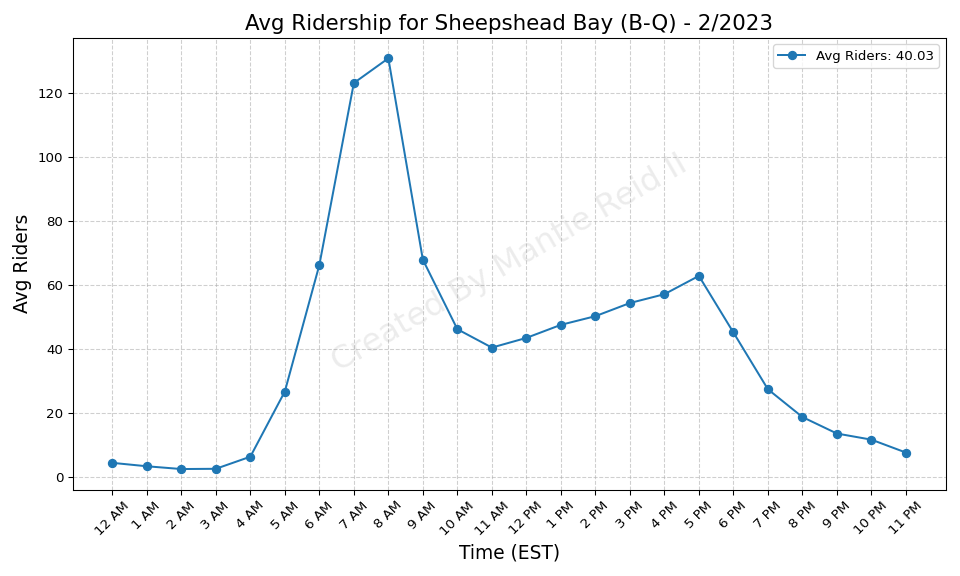 Avg Ridership for Sheepshead Bay (B-Q) - 2/2023
Avg Riders: 40.03
120
100
80
60
40
20
0
Avg Riders
Created By Mantle Reid II
12 AM
1 AM
2 AM
3 AM
4 AM
5 AM
6 AM
7 AM
8 AM
9 AM
10 AM
11 AM
12 PM
1 PM
2 PM
3 PM
4 PM
5 PM
6 PM
7 PM
8 PM
9 PM
10 PM
11 PM
Time (EST)